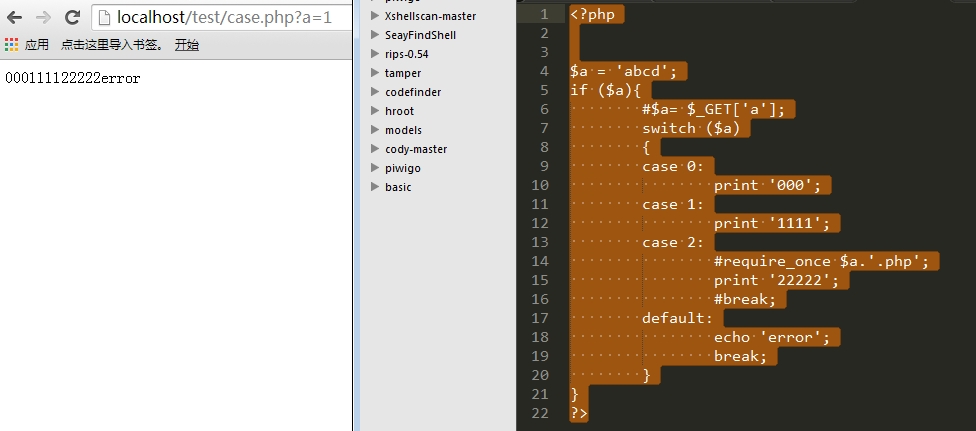 localhost/test/case.php?a=1
应用 点击这里导入书签。 开始
000111122222error
piwigo
Xshellscan-master
SeayFindShell
rips-0.54
tamper
codefinder
hroot
models
cody-master
piwigo
basic
1 <?php
2
3
4 $a = 'abcd';
5 if ($a){
6 #$a= $_GET['a'];
7 switch ($a)
8 {
9 case 0:
10 print '000';
11 case 1:
12 print '1111';
13 case 2:
14 #require_once $a.'.php';
15 print '22222';
16 #break;
17 default:
18 echo 'error';
19 break;
20 }
21 }
22 ?>